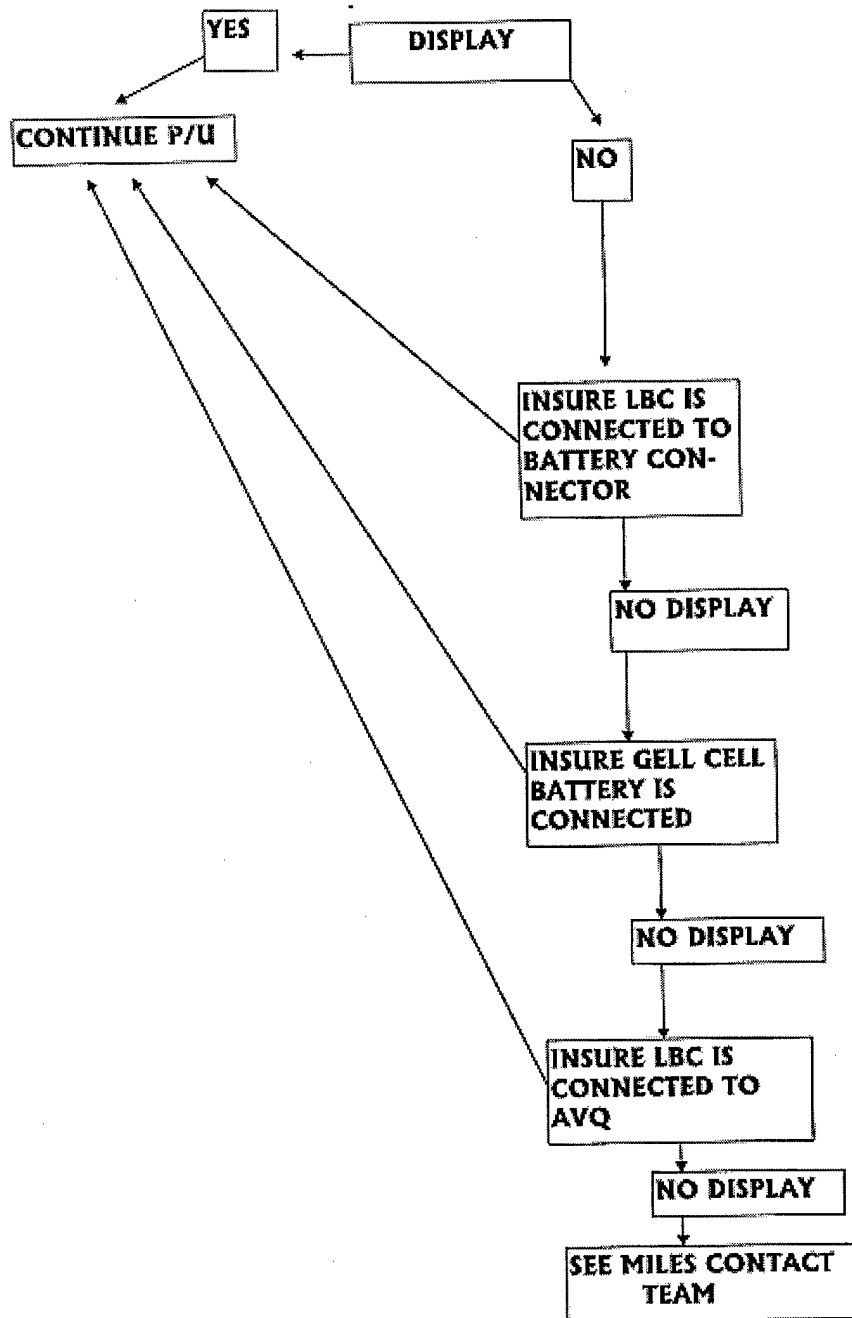 YES
DISPLAY
CONTINUE P/U
NO
INSURE LBC IS
CONNECTED TO
BATTERY CON-
NECTOR
NO DISPLAY
INSURE GELL CELL
BATTERY IS
CONNECTED
NO DISPLAY
INSURE LBC IS
CONNECTED TO
AVQ
NO DISPLAY
SEE MILES CONTACT
TEAM